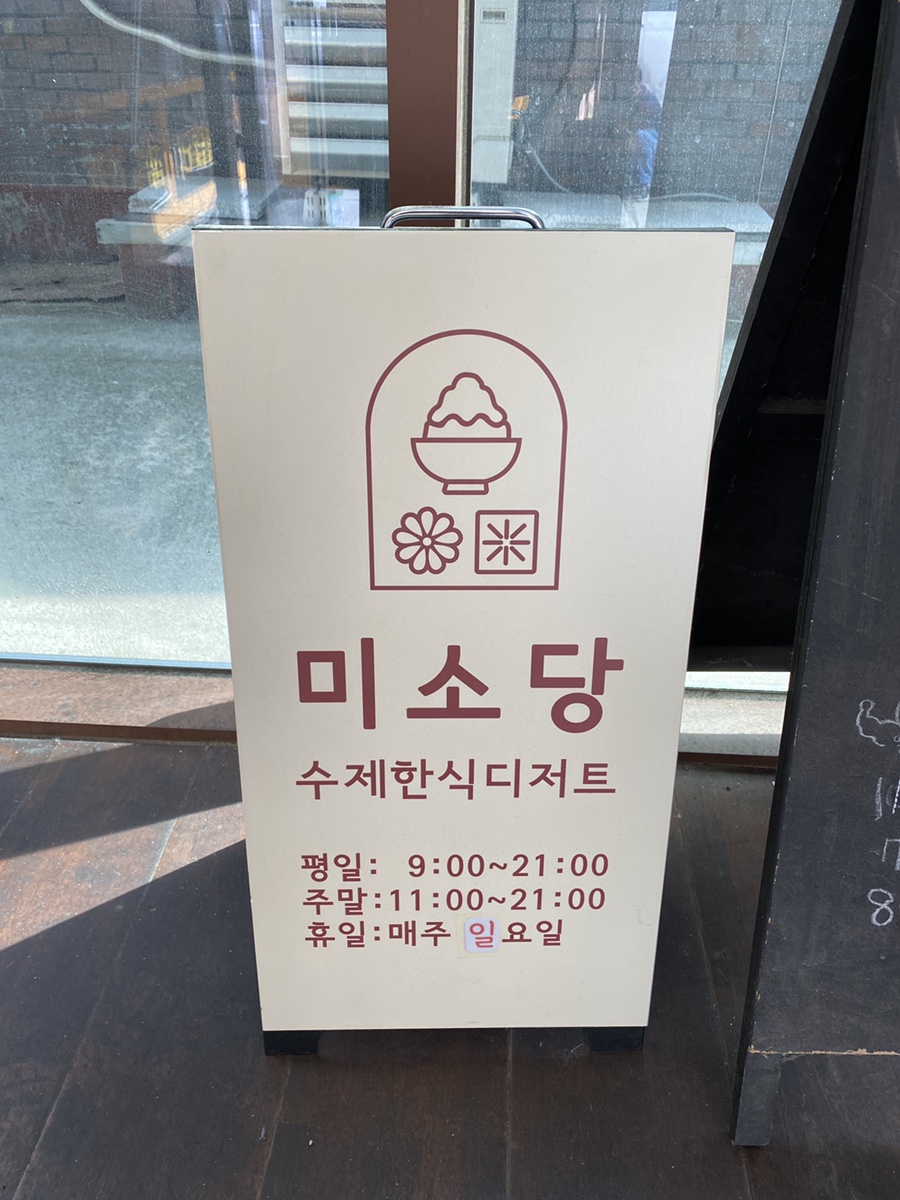 미소당
수제한식디저트
평일: 9:00~21:00
주말:11:00~21:00
휴일:매주 일요일
8